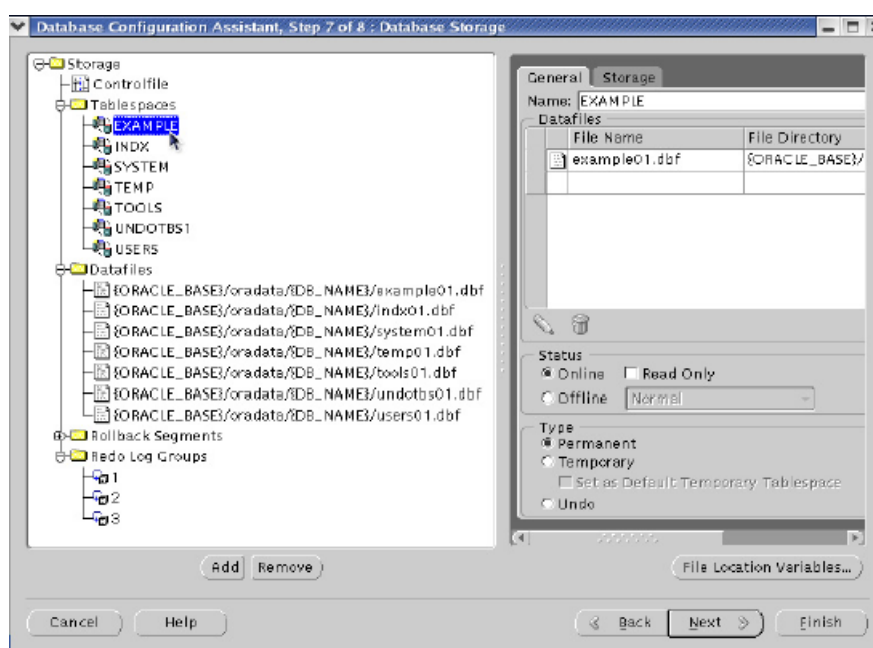 Database Configuration Assistant, Step 7 of 8 : Database Storage
Storage
Controlfile
Tablespaces
EXAMPLE
INDX
SYSTEM
TEMP
TOOLS
UNDOTBS1
USERS
Datafiles
{ORACLE_BASE}/oradata/{DB_NAME}/example01.dbf
{ORACLE_BASE}/oradata/{DB_NAME}/indx01.dbf
{ORACLE_BASE}/oradata/{DB_NAME}/system01.dbf
{ORACLE_BASE}/oradata/{DB_NAME}/temp01.dbf
{ORACLE_BASE}/oradata/{DB_NAME}/tools01.dbf
{ORACLE_BASE}/oradata/{DB_NAME}/undotbs01.dbf
{ORACLE_BASE}/oradata/{DB_NAME}/users01.dbf
Rollback Segments
Redo Log Groups
1
2
3
Add Remove
General Storage
Name: EXAMPLE
Datafiles
File Name File Directory
example01.dbf {ORACLE_BASE}/
Status
Online Read Only
Offline Normal
Type
Permanent
Temporary
Set as Default Temporary Tablespace
Undo
File Location Variables...
Cancel Help Back Next Finish